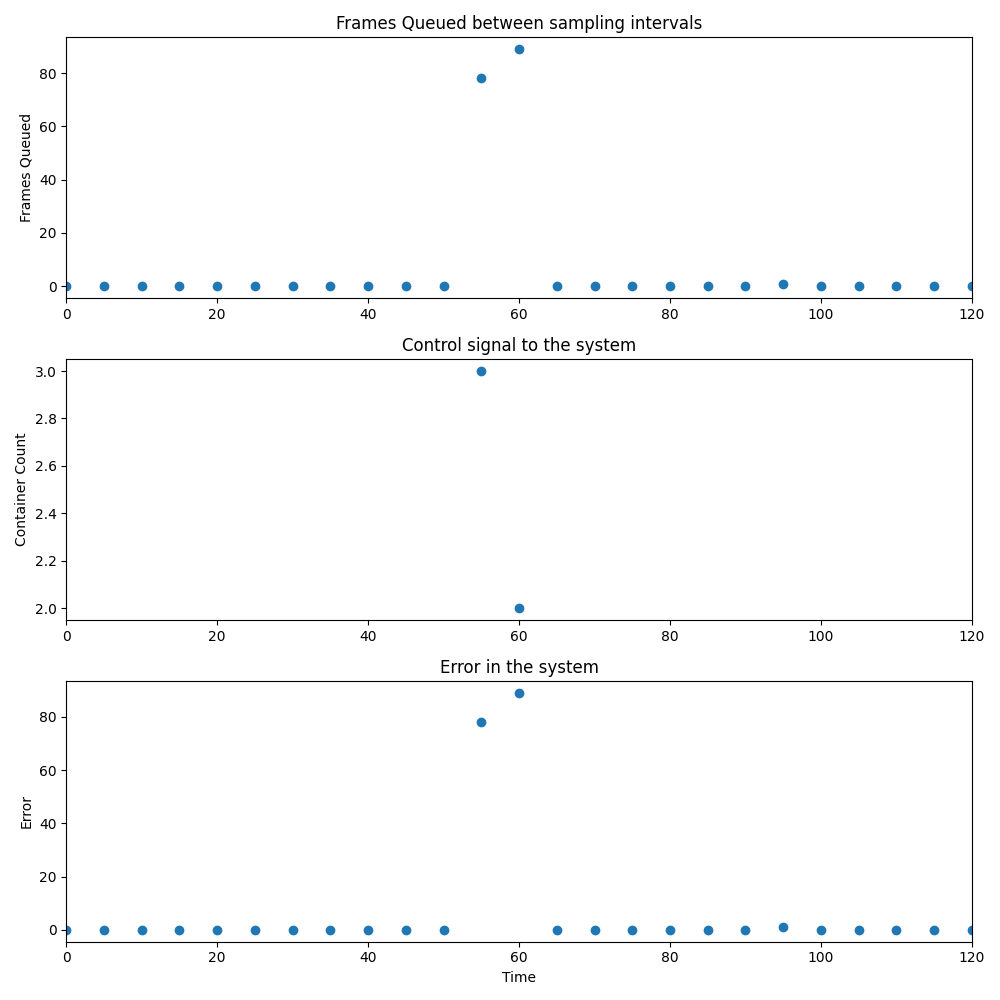 Frames Queued between sampling intervals
Frames Queued
80
60
40
20
0
0 20 40 60 80 100 120
Control signal to the system
Container Count
3.0
2.8
2.6
2.4
2.2
2.0
0 20 40 60 80 100 120
Error in the system
Error
80
60
40
20
0
0 20 40 60 80 100 120
Time